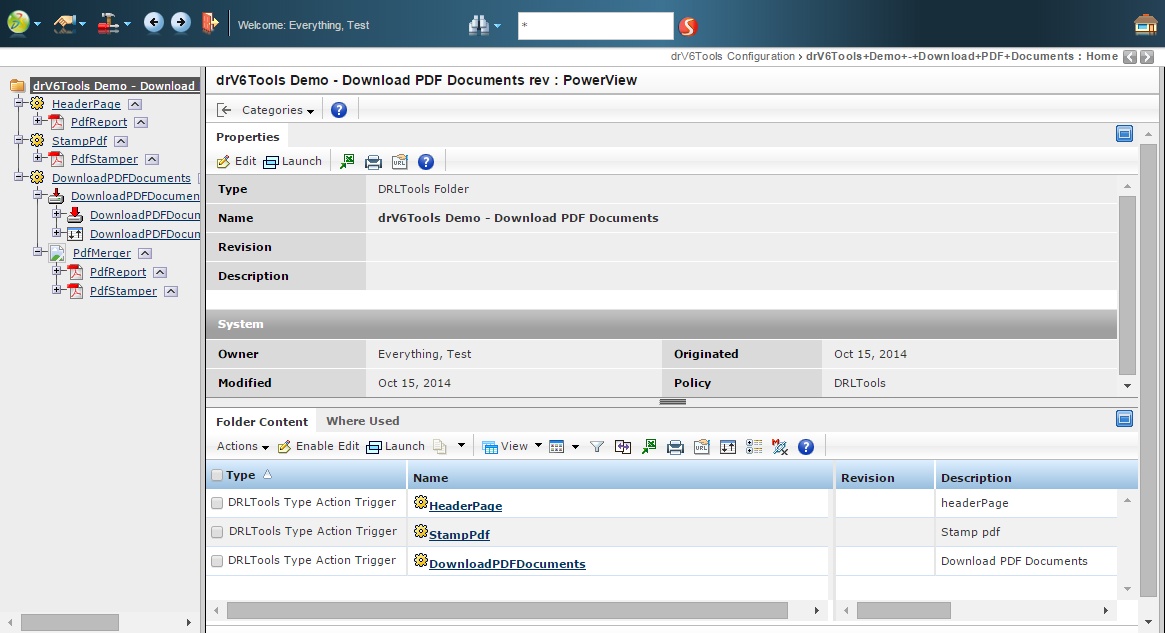 Welcome: Everything, Test
*
drV6Tools Configuration › drV6Tools+Demo+-+Download+PDF+Documents : Home
drV6Tools Demo - Download
HeaderPage
PdfReport
StampPdf
PdfStamper
DownloadPDFDocuments
DownloadPDFDocumen
DownloadPDFDocun
DownloadPDFDocun
PdfMerger
PdfReport
PdfStamper
drV6Tools Demo - Download PDF Documents rev : PowerView
Categories
Properties
Edit Launch
Type DRLTools Folder
Name drV6Tools Demo - Download PDF Documents
Revision
Description
System
Owner Everything, Test Originated Oct 15, 2014
Modified Oct 15, 2014 Policy DRLTools
Folder Content Where Used
Actions Enable Edit Launch View
Type Name Revision Description
DRLTools Type Action Trigger HeaderPage headerPage
DRLTools Type Action Trigger StampPdf Stamp pdf
DRLTools Type Action Trigger DownloadPDFDocuments Download PDF Documents